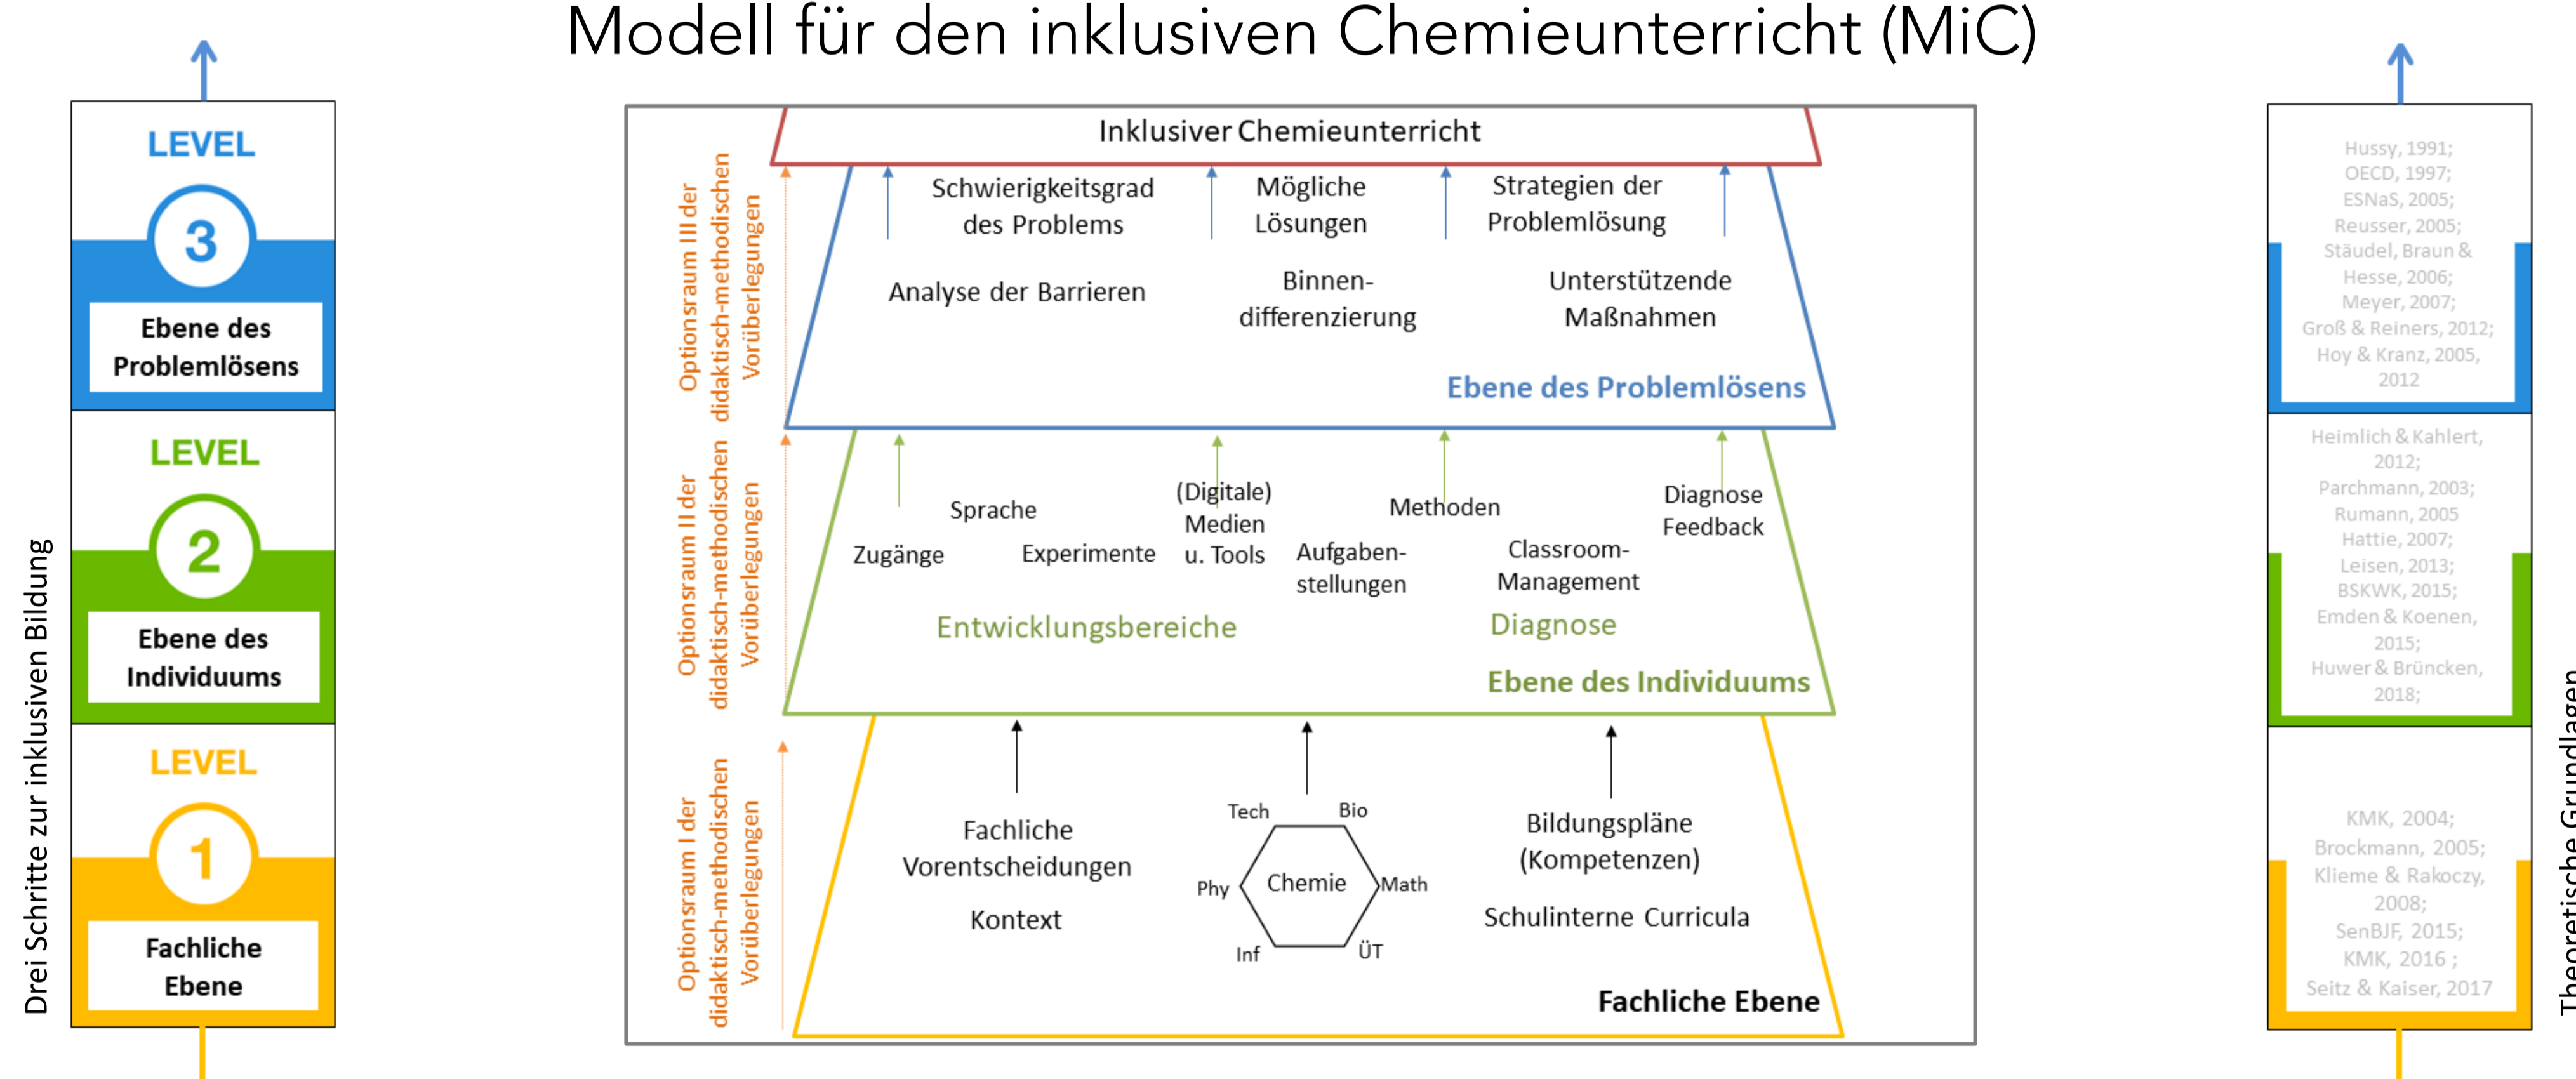 Modell für den inklusiven Chemieunterricht (MiC)
Drei Schritte zur inklusiven Bildung
LEVEL
3
Ebene des
Problemlösens
LEVEL
2
Ebene des
Individuums
LEVEL
1
Fachliche
Ebene
Inklusiver Chemieunterricht
Optionsraum III der
didaktisch-methodischen
Vorüberlegungen
Schwierigkeitsgrad
des Problems
Mögliche
Lösungen
Strategien der
Problemlösung
Analyse der Barrieren
Binnen-
differenzierung
Unterstützende
Maßnahmen
Ebene des Problemlösens
Optionsraum II der
didaktisch-methodischen
Vorüberlegungen
Zugänge
Sprache
Experimente
(Digitale)
Medien
u. Tools
Aufgaben-
stellungen
Methoden
Classroom-
Management
Diagnose
Feedback
Entwicklungsbereiche
Diagnose
Ebene des Individuums
Optionsraum I der
didaktisch-methodischen
Vorüberlegungen
Fachliche
Vorentscheidungen
Kontext
Tech
Bio
Phy
Chemie
Math
Inf
ÜT
Bildungspläne
(Kompetenzen)
Schulinterne Curricula
Fachliche Ebene
Hussy, 1991;
OECD, 1997;
ESNaS, 2005;
Reusser, 2005;
Stäudel, Braun &
Hesse, 2006;
Meyer, 2007;
Groß & Reiners, 2012;
Hoy & Kranz, 2005,
2012
Heimlich & Kahlert,
2012;
Parchmann, 2003;
Rumann, 2005
Hattie, 2007;
Leisen, 2013;
BSKWK, 2015;
Emden & Koenen,
2015;
Huwer & Brüncken,
2018;
KMK, 2004;
Brockmann, 2005;
Klieme & Rakoczy,
2008;
SenBJF, 2015;
KMK, 2016 ;
Seitz & Kaiser, 2017
Theoretische Grundlagen